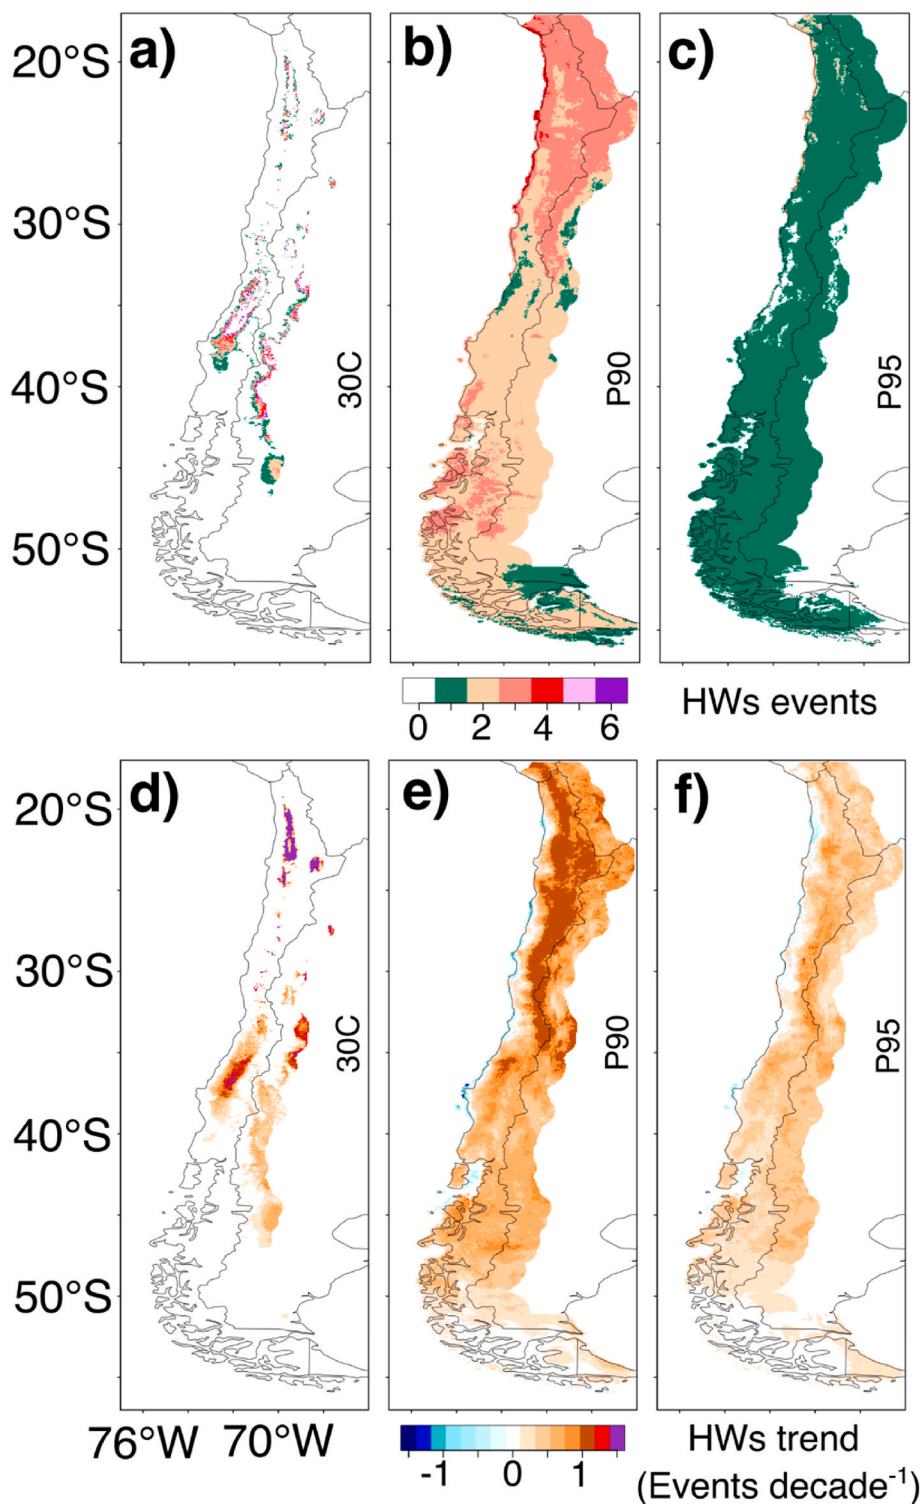 a)
b)
c)
20°S
30°S
40°S
50°S
30C
P90
P95
0 2 4 6
HWs events
d)
e)
f)
20°S
30°S
40°S
50°S
30C
P90
P95
76°W 70°W
-1 0 1
HWs trend
(Events decade⁻¹)